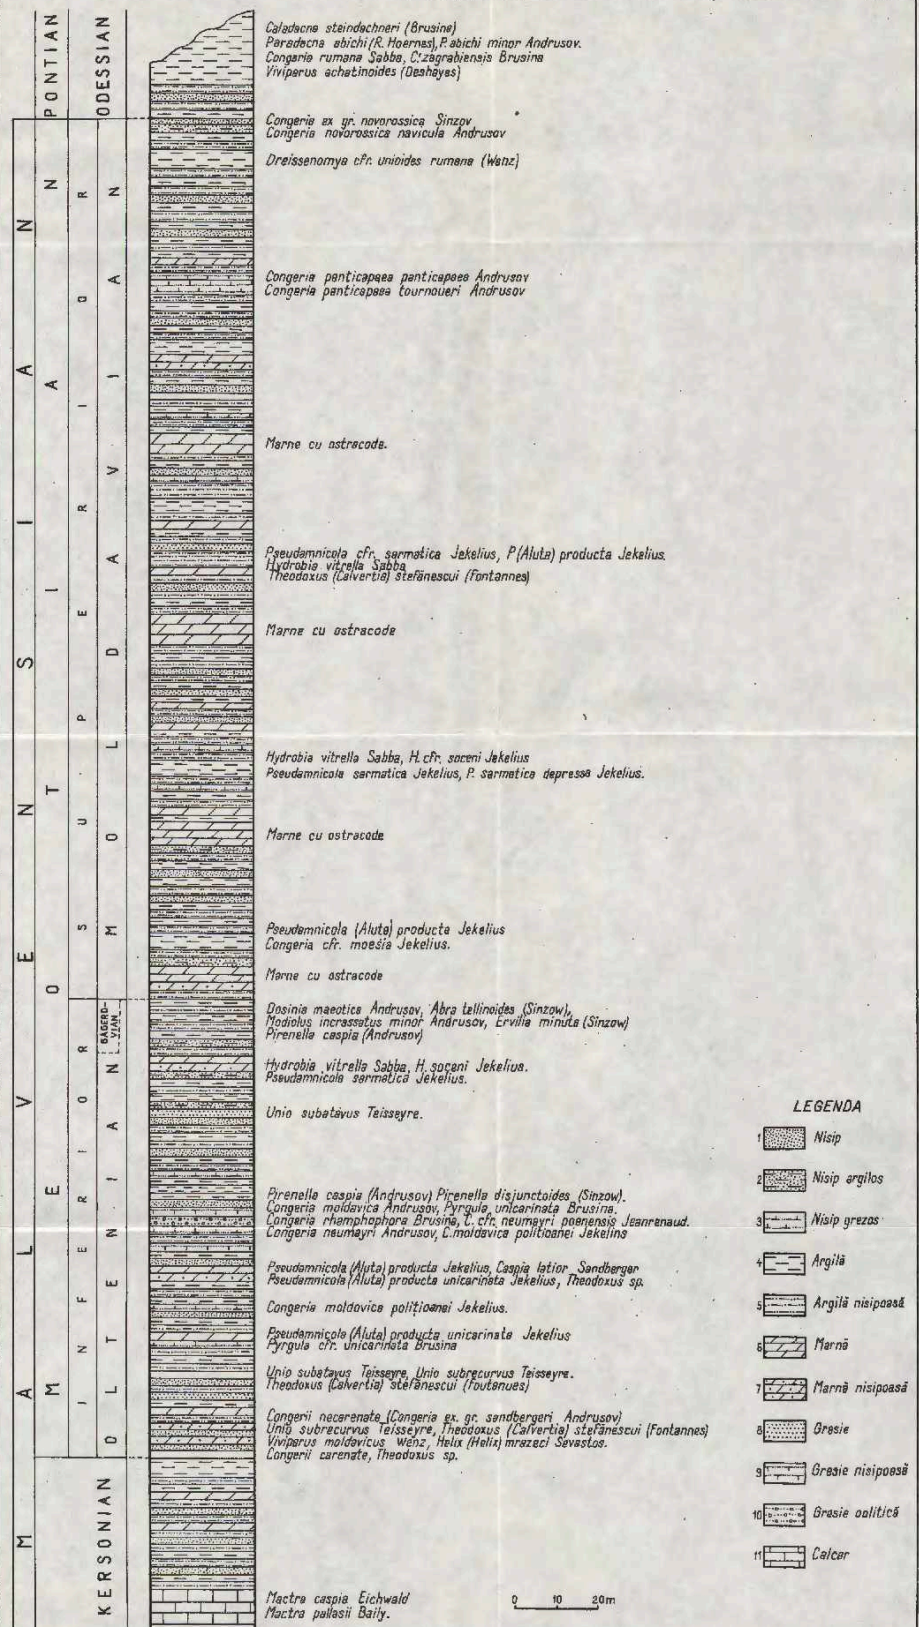 PONTIAN
ODESSIAN
MALVENSIAN
MEOTIAN
SUPERIOR
MOLDAVIAN
INFERIOR
BAGERD-
VIAN
OLTENIAN
KERSONIAN
Caladacna steindachneri (Brusina)
Paradacna abichi (R. Hoernes), P. abichi minor Andrusov.
Congeria rumana Sabba, C. zagrabiensis Brusina
Viviparus achatinoides (Deshayes)
Congeria ex gr. novorossica Sinzov
Congeria novorossica navicula Andrusov
Dreissenomya cfr. unioides rumana (Wenz)
Congeria panticapaea panticapaea Andrusov
Congeria panticapaea tournoueri Andrusov
Marne cu ostracode.
Pseudamnicola cfr. sarmatica Jekelius, P. (Aluta) producta Jekelius.
Hydrobia vitrella Sabba
Theodoxus (Calvertia) stefănescui (Fontannes)
Marne cu ostracode
Hydrobia vitrella Sabba, H. cfr. soceni Jekelius
Pseudamnicola sarmatica Jekelius, P. sarmatica depressa Jekelius.
Marne cu ostracode
Pseudamnicola (Aluta) producta Jekelius
Congeria cfr. moesia Jekelius.
Marne cu ostracode
Dosinia maeotica Andrusov, Abra tellinoides (Sinzow),
Modiolus incrassatus minor Andrusov, Ervilia minuta (Sinzow)
Pirenella caspia (Andrusov)
Hydrobia vitrella Sabba, H. soceni Jekelius.
Pseudamnicola sarmatica Jekelius.
Unio subatavus Teisseyre.
Pirenella caspia (Andrusov) Pirenella disjunctoides (Sinzow).
Congeria moldavica Andrusov, Pyrgula unicarinata Brusina.
Congeria rhamphophora Brusina, C. cfr. neumayri poenensis Jeanrenaud.
Congeria neumayri Andrusov, C. moldavica politioanei Jekelins
Pseudamnicola (Aluta) producta Jekelius, Caspia latior Sandberger
Pseudamnicola (Aluta) producta unicarinata Jekelius, Theodoxus sp.
Congeria moldavica polițioanei Jekelius.
Pseudamnicola (Aluta) producta unicarinata Jekelius
Pyrgula cfr. unicarinata Brusina
Unio subatavus Teisseyre, Unio subrecurvus Teisseyre.
Theodoxus (Calvertia) stefănescui (Foutanues)
Congerii necarenate (Congeria ex. gr. sandbergeri Andrusov)
Unio subrecurvus Teisseyre, Theodoxus (Calvertia) stefănescui (Fontannes)
Viviparus moldavicus Wenz, Helix (Helix) mrazeci Sevastos.
Congerii carenate, Theodoxus sp.
Mactra caspia Eichwald
Mactra pallasii Baily.
0 10 20m
LEGENDA
1 Nisip
2 Nisip argilos
3 Nisip grezos
4 Argilă
5 Argilă nisipoasă
6 Marnă
7 Marnă nisipoasă
8 Gresie
9 Gresie nisipoasă
10 Gresie oolitică
11 Calcar